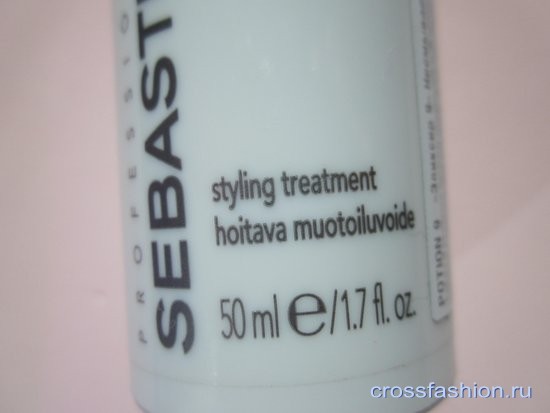 PROFESSIO
SEBASTI
styling treatment
hoitava muotoiluvoide
50 ml e/1.7 fl. oz.
POTION 9
crossfashion.ru